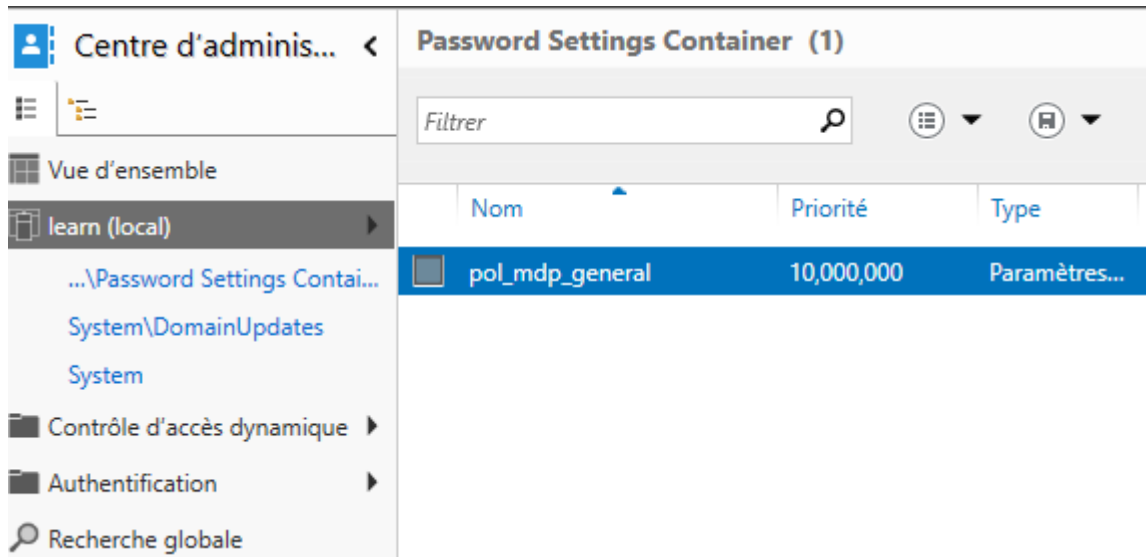 Centre d'adminis...
Password Settings Container (1)
Filtrer
Vue d'ensemble
Nom Priorité Type
learn (local)
pol_mdp_general 10,000,000 Paramètres...
...\Password Settings Contai...
System\DomainUpdates
System
Contrôle d'accès dynamique
Authentification
Recherche globale